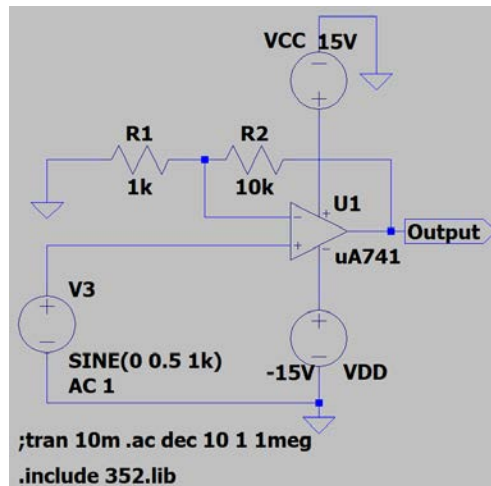 VCC 15V
R1
R2
1k
10k
U1
Output
uA741
V3
SINE(0 0.5 1k)
AC 1
-15V VDD
;tran 10m .ac dec 10 1 1meg
.include 352.lib